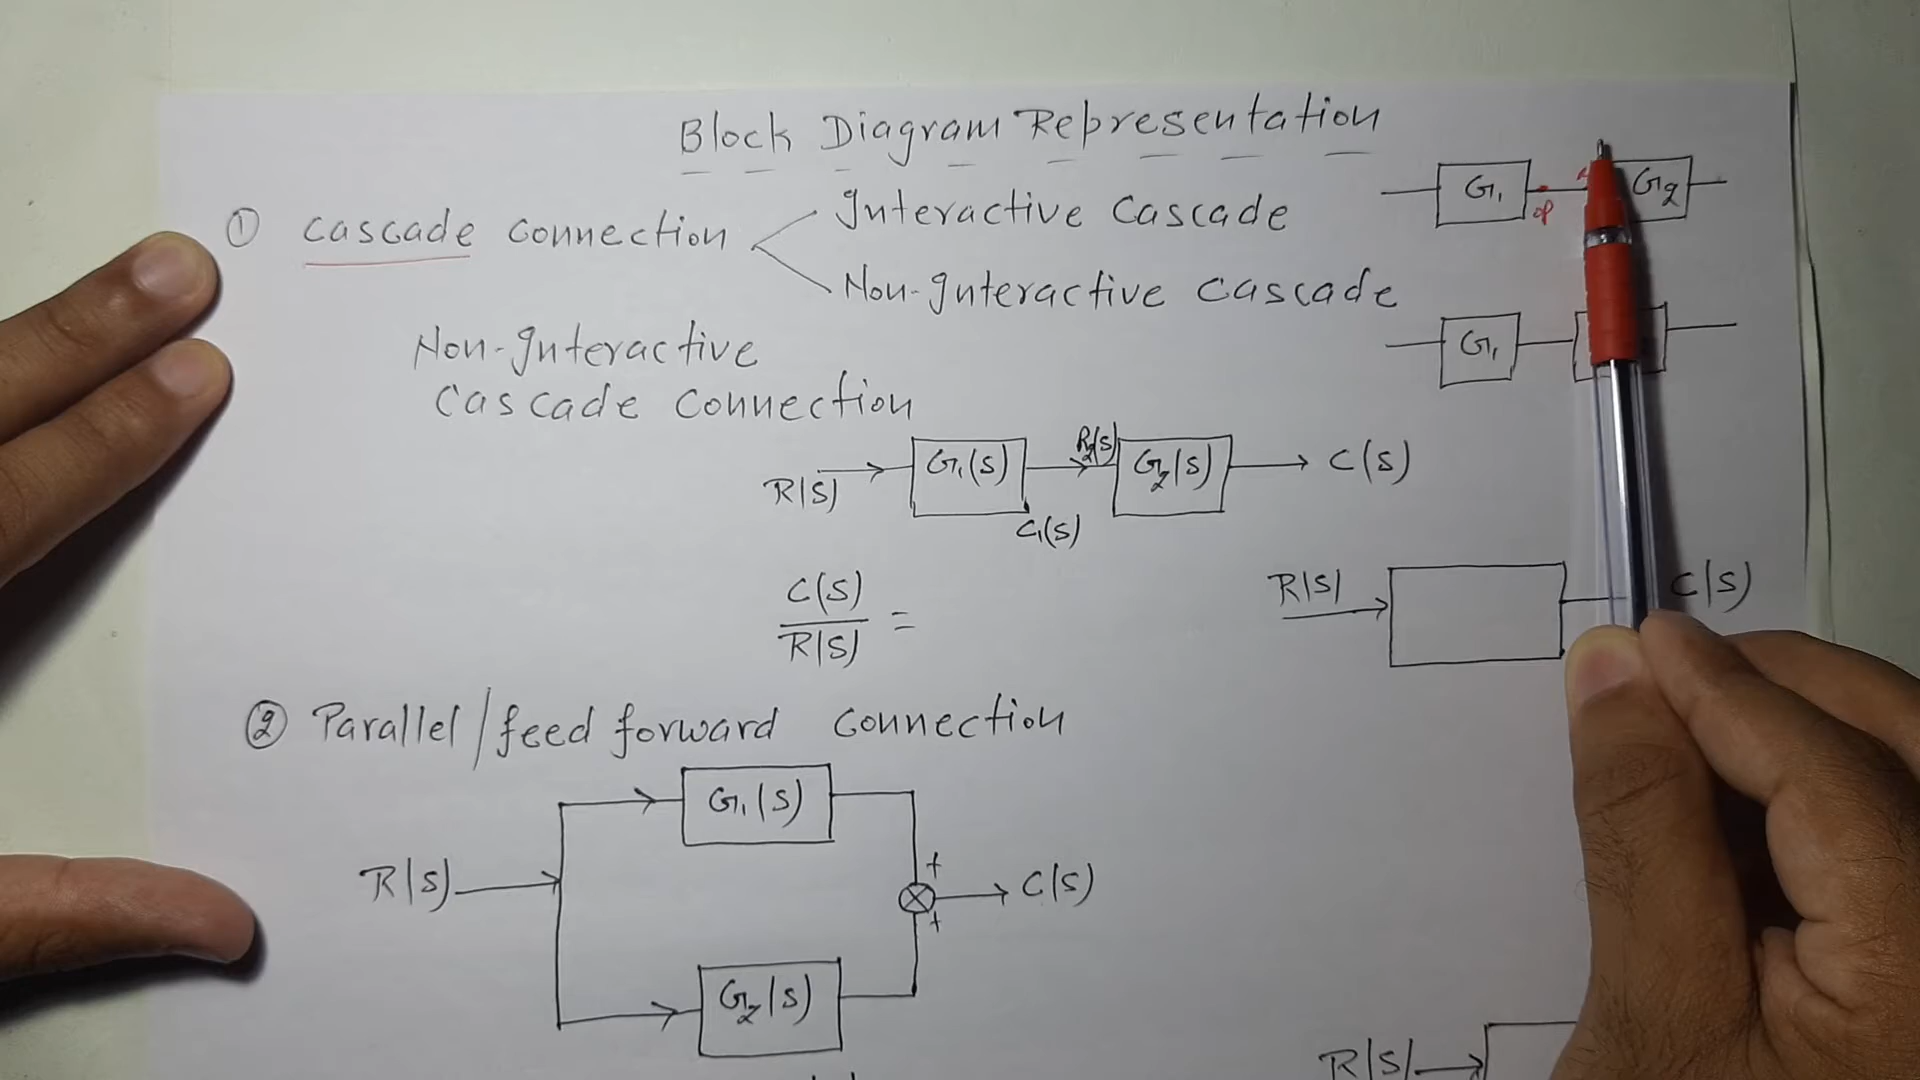 Block Diagram Representation
① Cascade Connection
Interactive Cascade
Non-Interactive Cascade
G₁
OP
G₂
G₁
Non-Interactive
Cascade Connection
R(S)
G₁(S)
C₁(S)
R₂(S)
G₂(S)
C(S)
C(S)
R(S)
=
R(S)
C(S)
② Parallel/feed forward Connection
G₁(S)
R(S)
+
+
C(S)
G₂(S)
R(S)